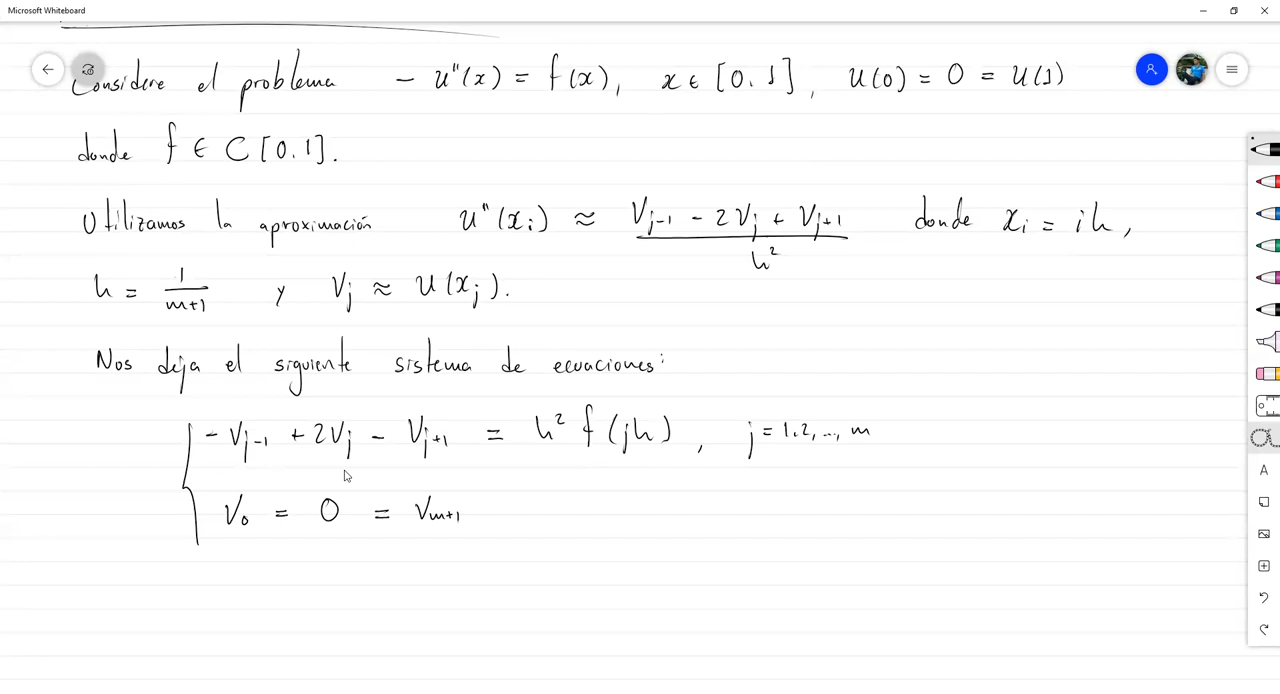 Microsoft Whiteboard
Considere el problema − u"(x) = f(x), x ∈ [0,1], u(0) = 0 = u(1)
donde f ∈ C[0,1].
Utilizamos la aproximación u"(xᵢ) ≈ (Vⱼ₋₁ − 2Vⱼ + Vⱼ₊₁)/h² donde xᵢ = ih,
h = 1/(m+1) y Vⱼ ≈ u(xⱼ).
Nos deja el siguiente sistema de ecuaciones:
− Vⱼ₋₁ + 2Vⱼ − Vⱼ₊₁ = h² f(jh), j = 1,2,..., m
V₀ = 0 = Vₘ₊₁
A